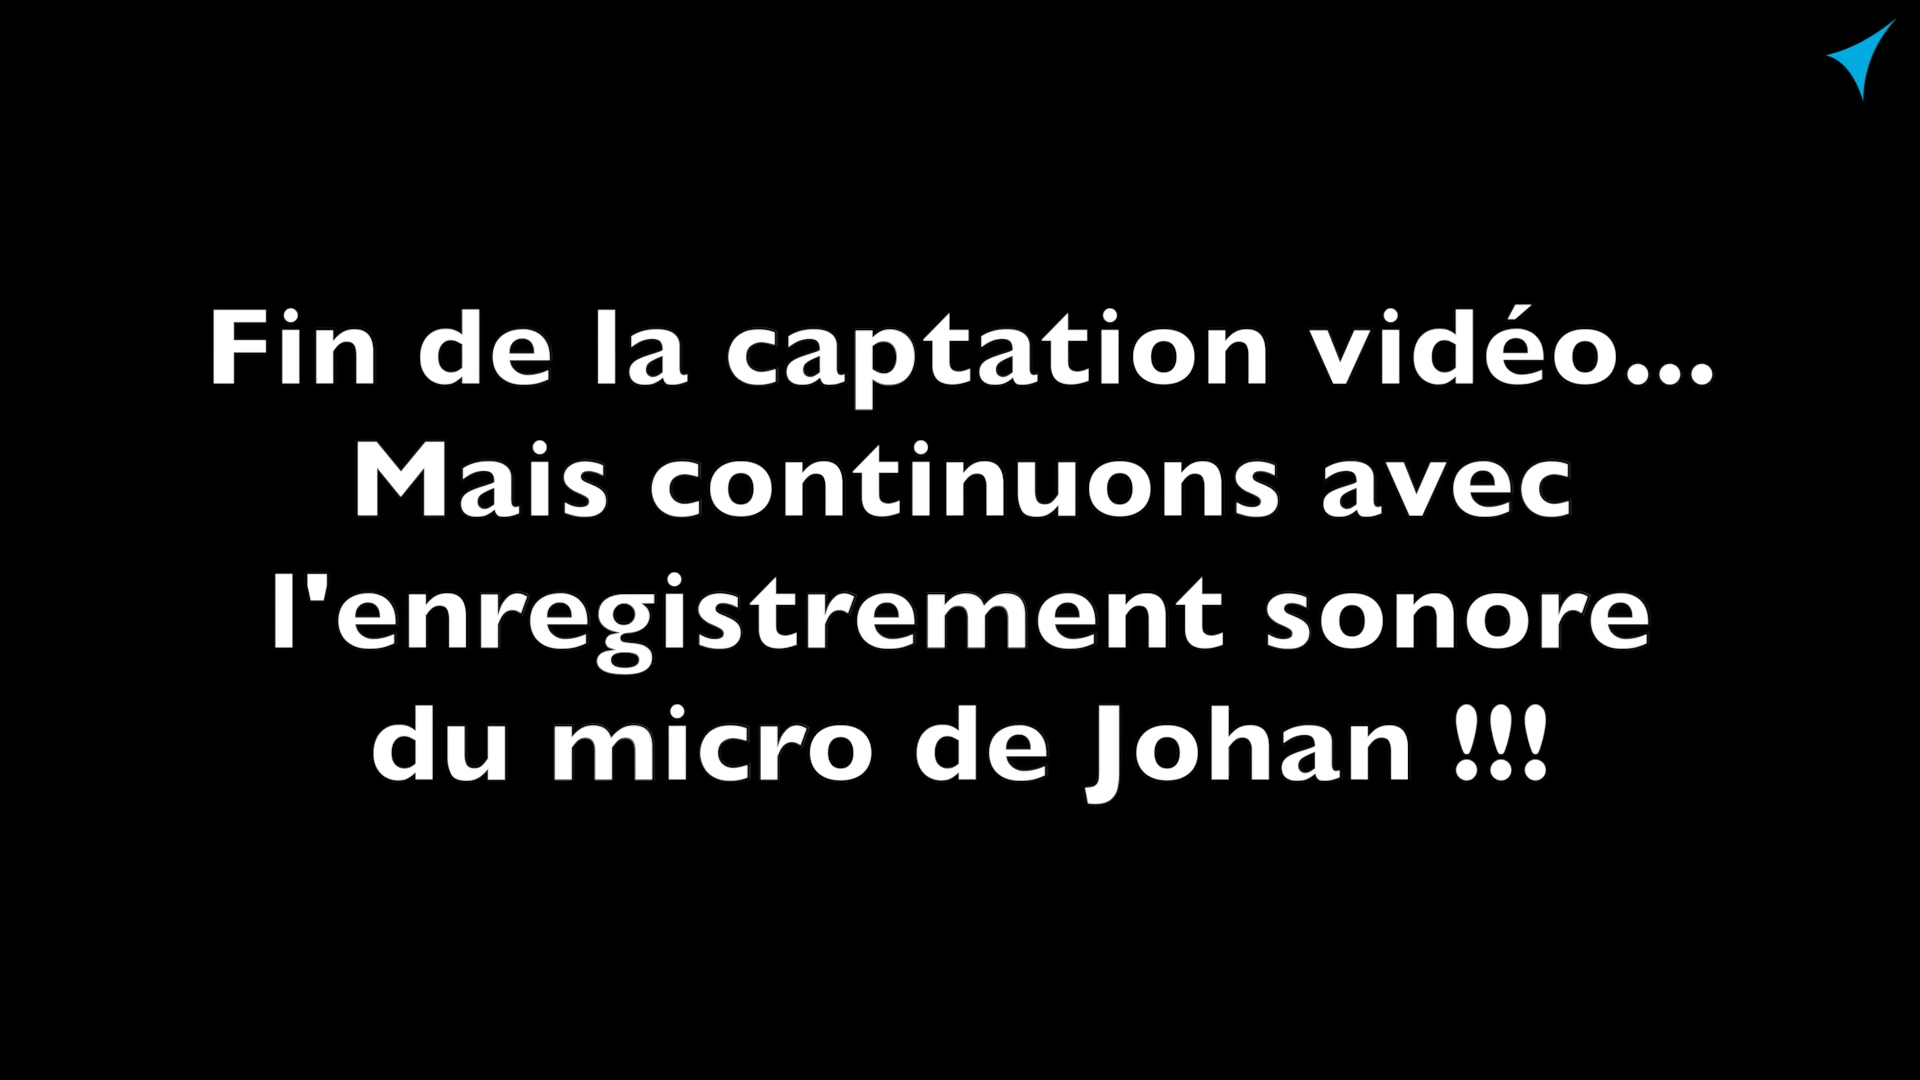 Fin de la captation vidéo...
Mais continuons avec
l'enregistrement sonore
du micro de Johan !!!